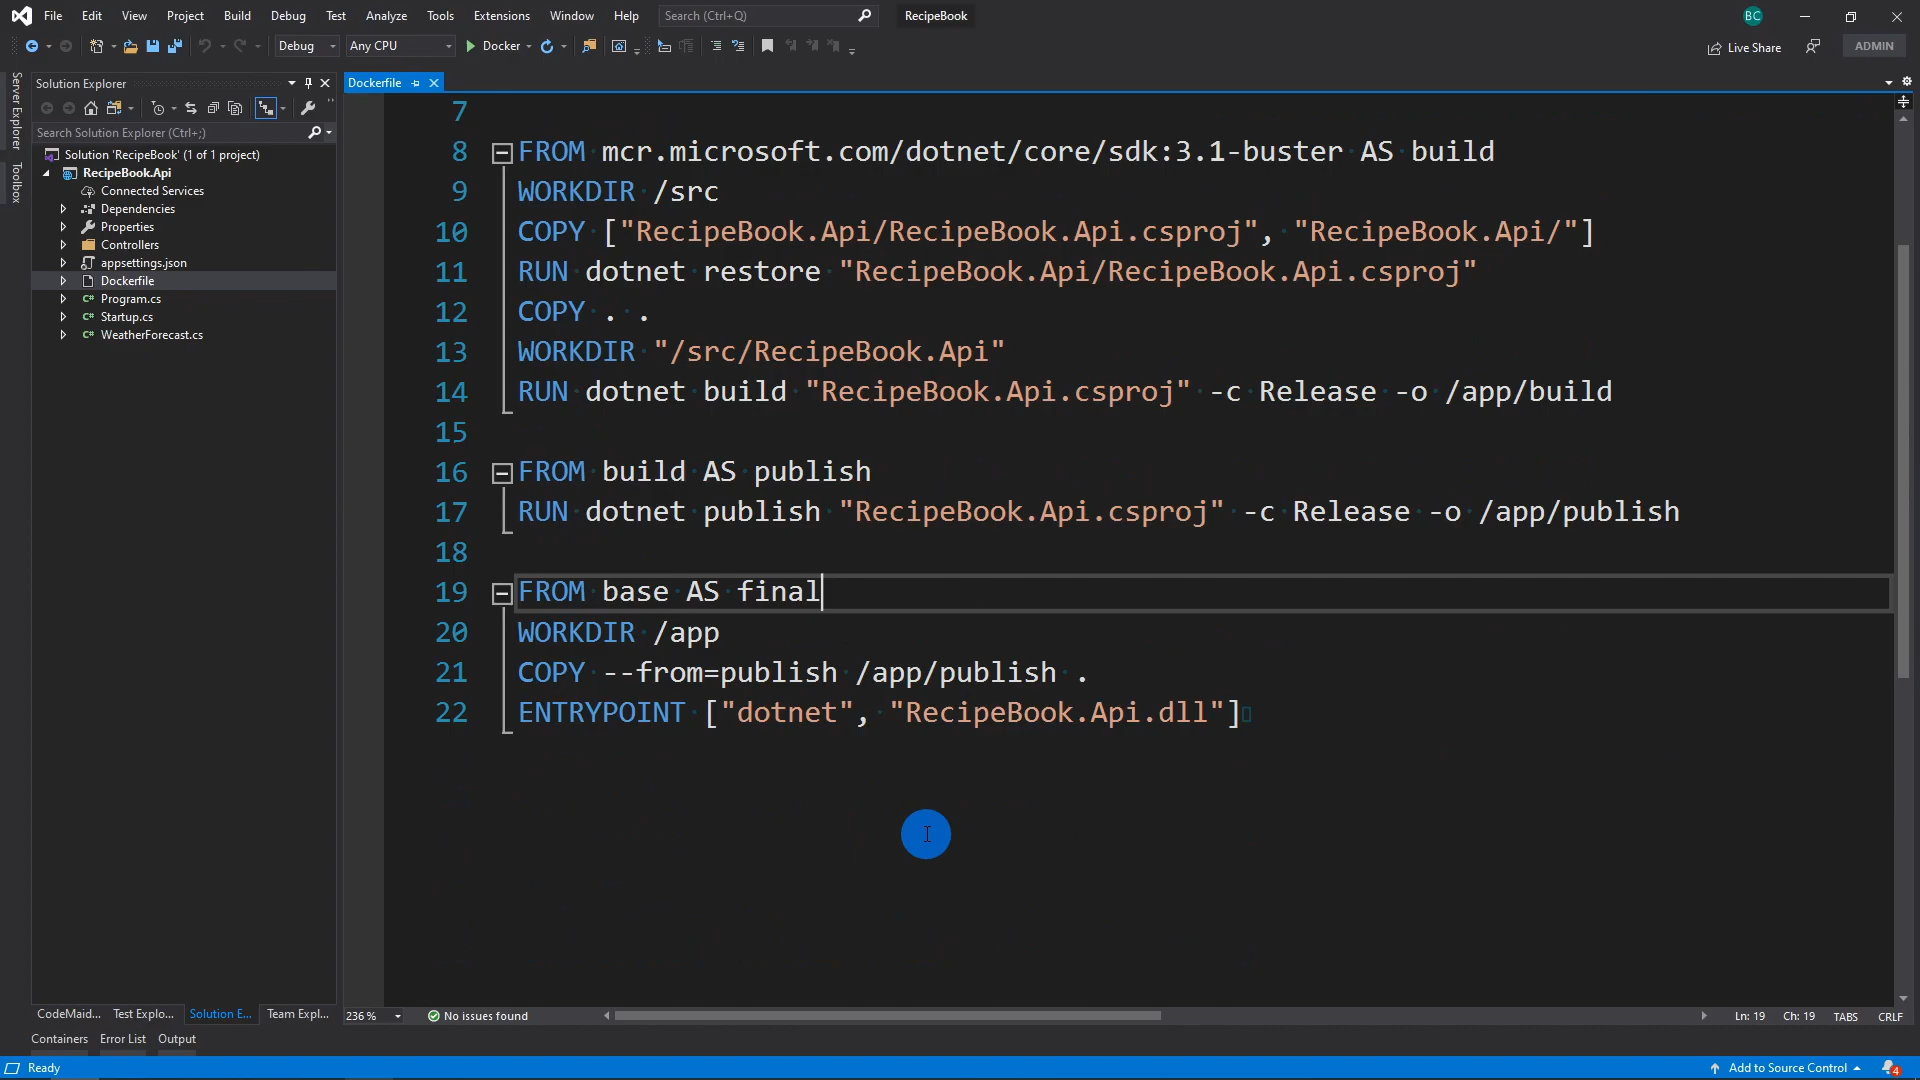 File Edit View Project Build Debug Test Analyze Tools Extensions Window Help Search (Ctrl+Q) RecipeBook BC
Debug Any CPU Docker Live Share ADMIN
Server Explorer
Toolbox
Solution Explorer
Search Solution Explorer (Ctrl+;)
Solution 'RecipeBook' (1 of 1 project)
RecipeBook.Api
Connected Services
Dependencies
Properties
Controllers
appsettings.json
Dockerfile
C# Program.cs
C# Startup.cs
C# WeatherForecast.cs
CodeMaid... Test Explo... Solution E... Team Expl...
Dockerfile
7
8 FROM mcr.microsoft.com/dotnet/core/sdk:3.1-buster AS build
9 WORKDIR /src
10 COPY ["RecipeBook.Api/RecipeBook.Api.csproj", "RecipeBook.Api/"]
11 RUN dotnet restore "RecipeBook.Api/RecipeBook.Api.csproj"
12 COPY . .
13 WORKDIR "/src/RecipeBook.Api"
14 RUN dotnet build "RecipeBook.Api.csproj" -c Release -o /app/build
15
16 FROM build AS publish
17 RUN dotnet publish "RecipeBook.Api.csproj" -c Release -o /app/publish
18
19 FROM base AS final
20 WORKDIR /app
21 COPY --from=publish /app/publish .
22 ENTRYPOINT ["dotnet", "RecipeBook.Api.dll"]
236 % No issues found Ln: 19 Ch: 19 TABS CRLF
Containers Error List Output
Ready Add to Source Control 4